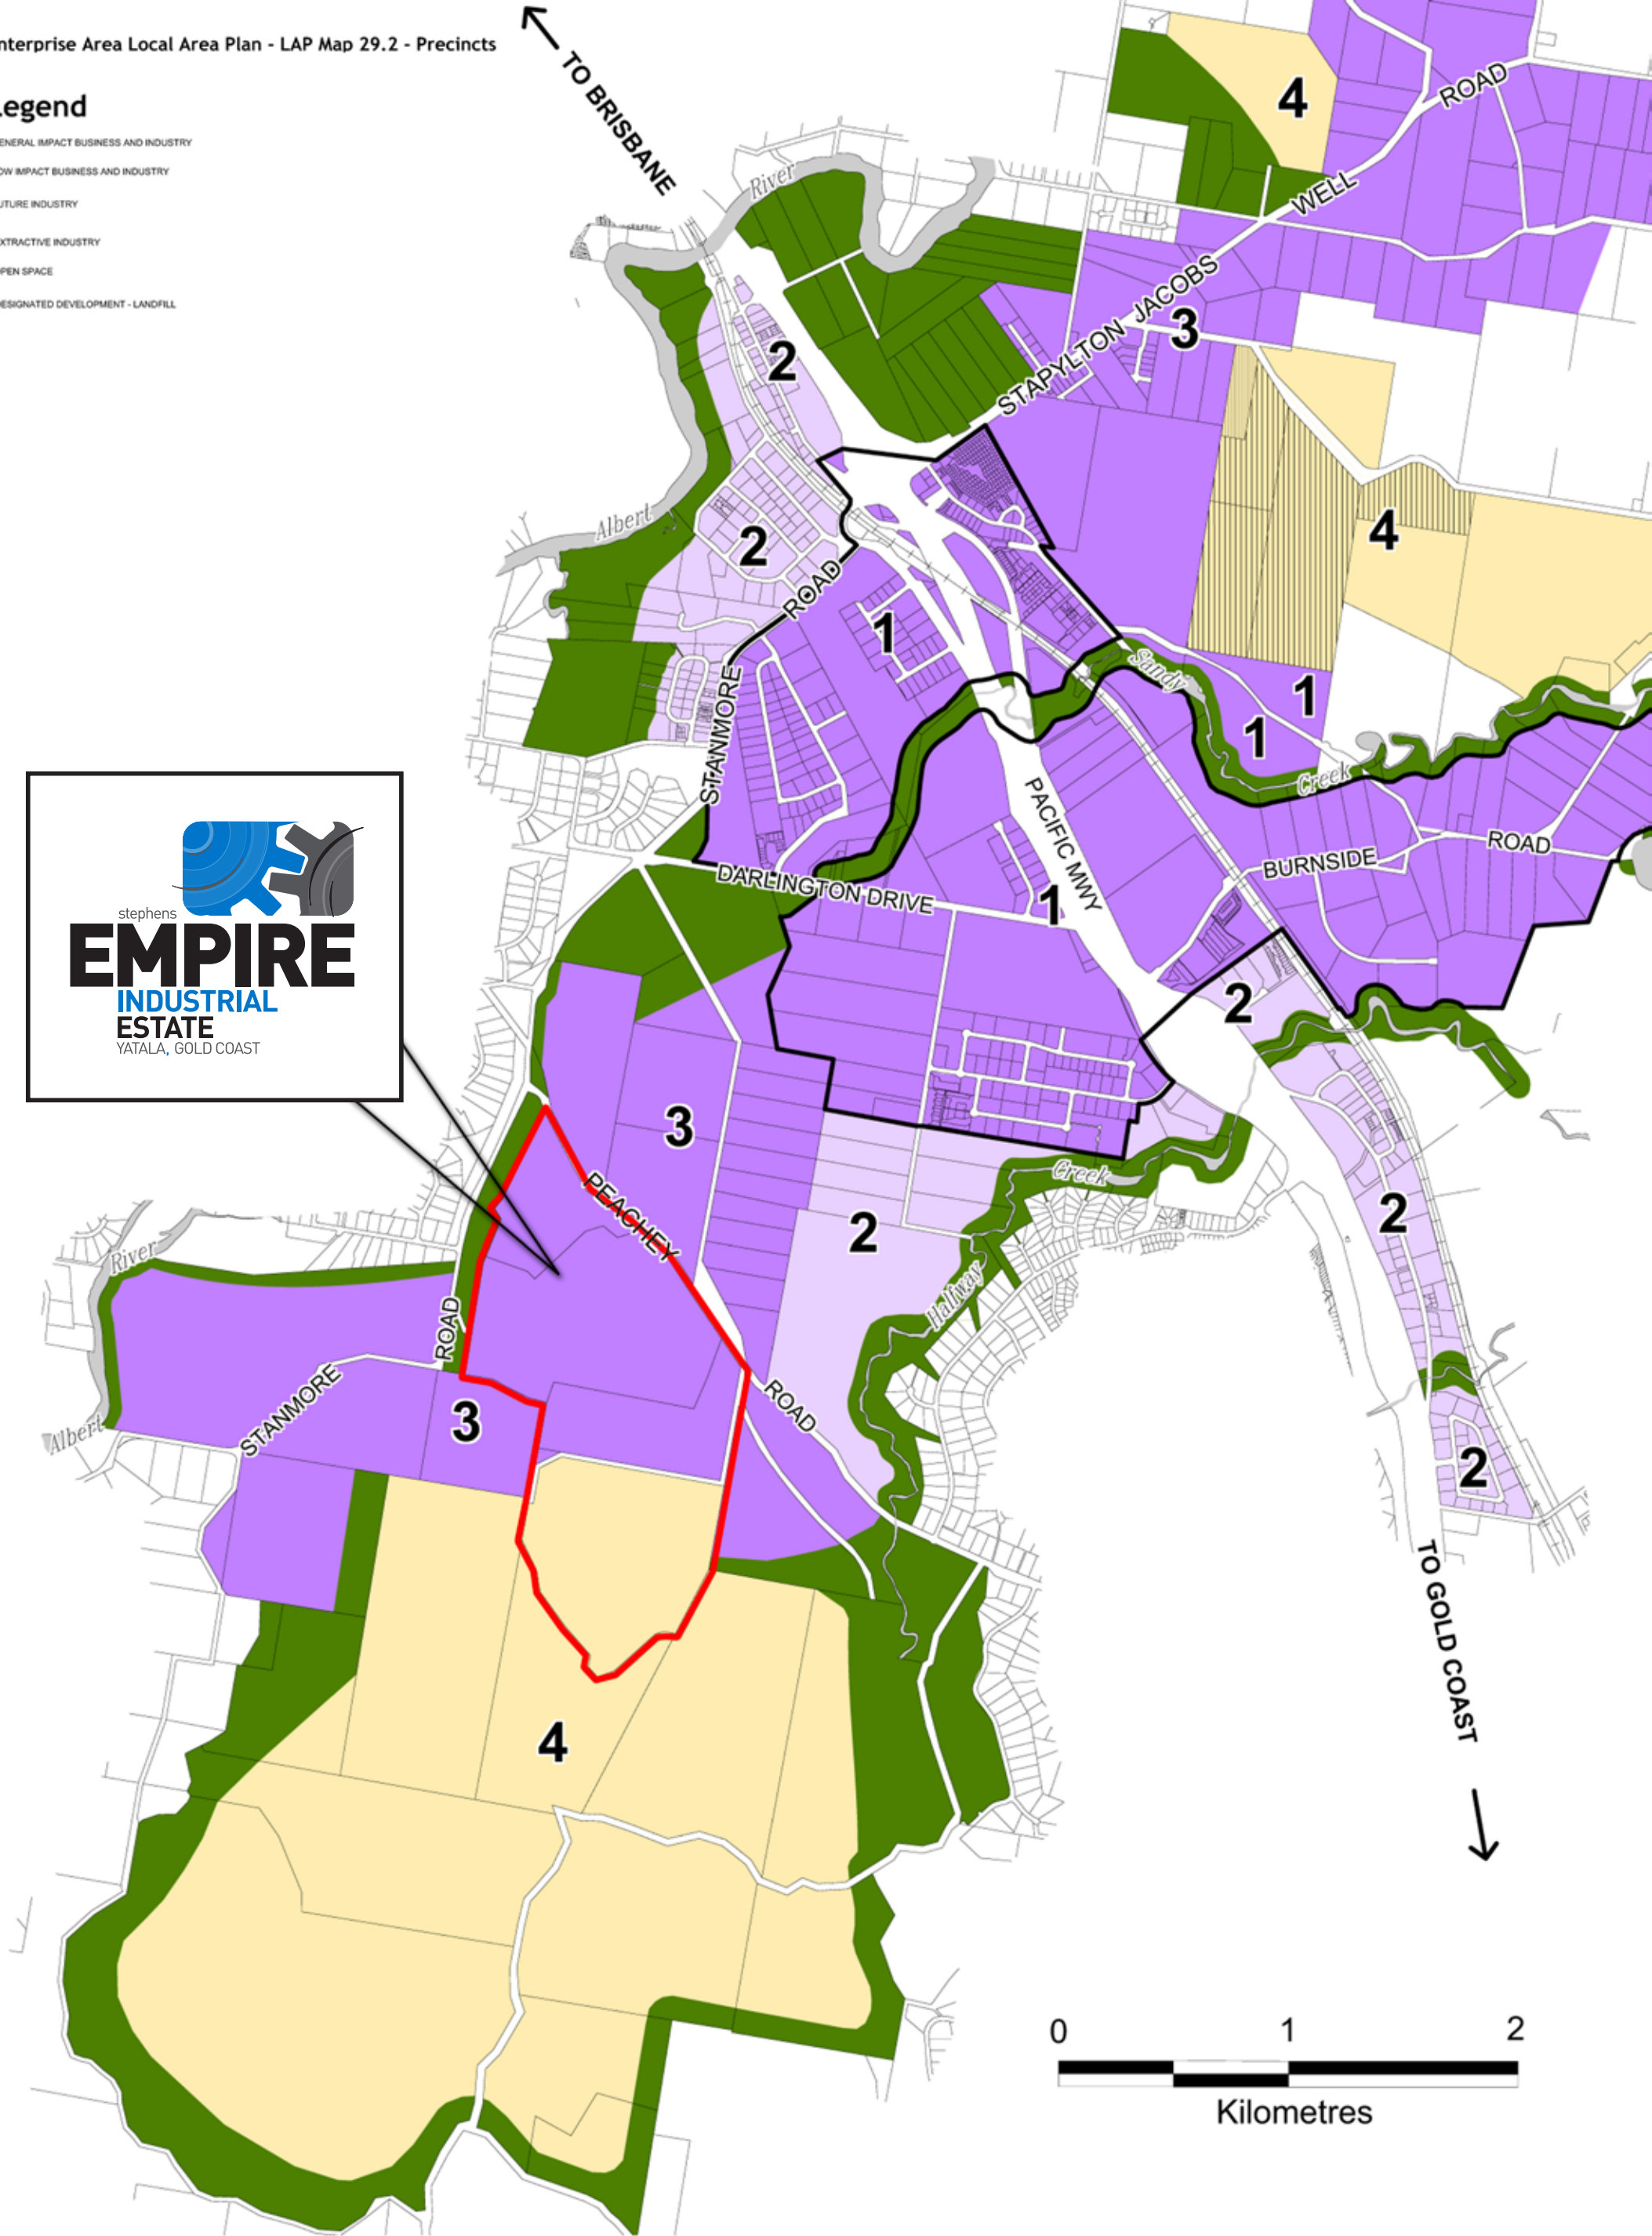 nterprise Area Local Area Plan - LAP Map 29.2 - Precincts
egend
ENERAL IMPACT BUSINESS AND INDUSTRY
OW IMPACT BUSINESS AND INDUSTRY
UTURE INDUSTRY
XTRACTIVE INDUSTRY
PEN SPACE
ESIGNATED DEVELOPMENT - LANDFILL
TO BRISBANE
4
ROAD
WELL
River
JACOBS
3
STAPYLTON
2
Albert
2
4
ROAD
1
Sandy
1
1
STANMORE
Creek
PACIFIC MWY
ROAD
BURNSIDE
DARLINGTON DRIVE
1
stephens
EMPIRE
INDUSTRIAL
ESTATE
YATALA, GOLD COAST
2
3
Creek
PEACHEY
2
2
River
Halfway
ROAD
STANMORE
3
ROAD
Albert
2
TO GOLD COAST
4
0 1 2
Kilometres